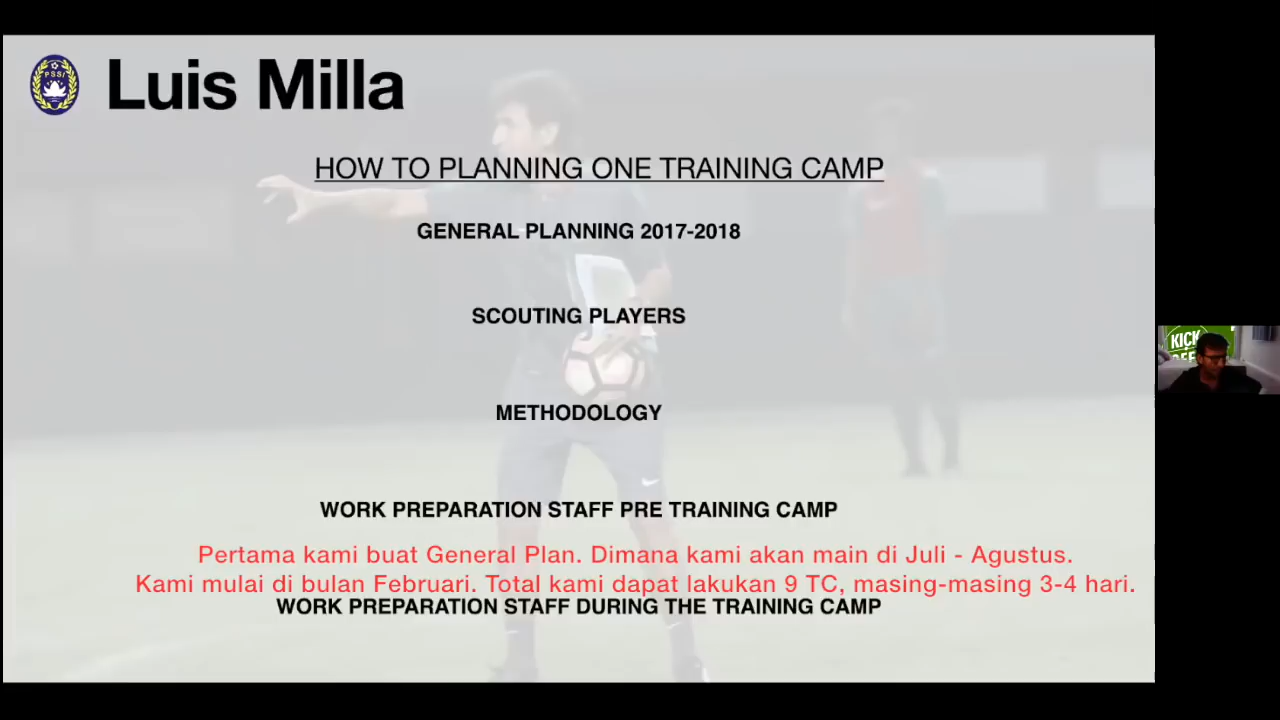 PSSI
Luis Milla
HOW TO PLANNING ONE TRAINING CAMP
GENERAL PLANNING 2017-2018
SCOUTING PLAYERS
METHODOLOGY
WORK PREPARATION STAFF PRE TRAINING CAMP
Pertama kami buat General Plan. Dimana kami akan main di Juli - Agustus.
Kami mulai di bulan Februari. Total kami dapat lakukan 9 TC, masing-masing 3-4 hari.
WORK PREPARATION STAFF DURING THE TRAINING CAMP
KICK